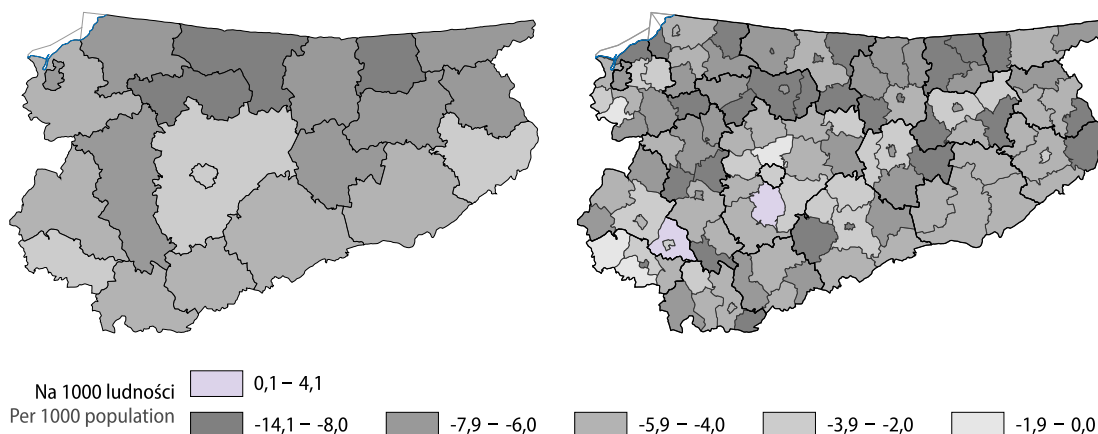 Na 1000 ludności
Per 1000 population
0,1 – 4,1
-14,1 – -8,0
-7,9 – -6,0
-5,9 – -4,0
-3,9 – -2,0
-1,9 – 0,0